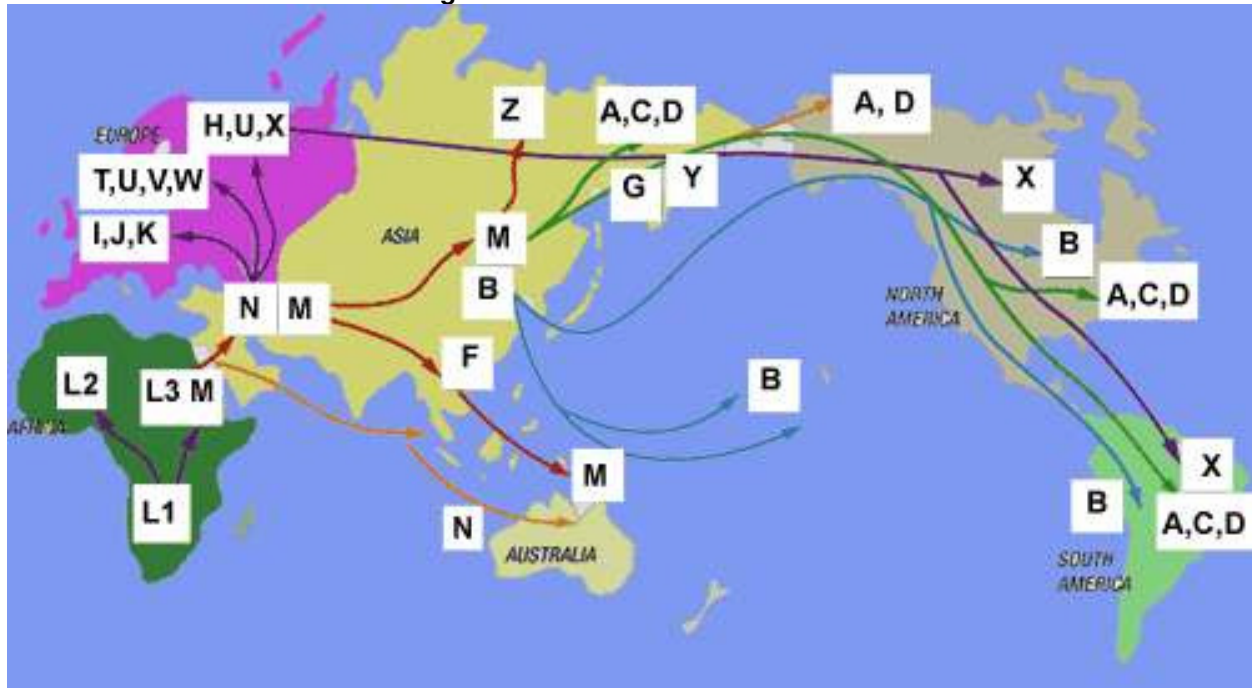 Z
A,C,D
A, D
EUROPE
H,U,X
T,U,V,W
G
Y
X
I,J,K
ASIA
M
B
B
N
M
NORTH
AMERICA
A,C,D
F
B
L2
L3 M
AFRICA
M
X
L1
N
B
A,C,D
AUSTRALIA
SOUTH
AMERICA